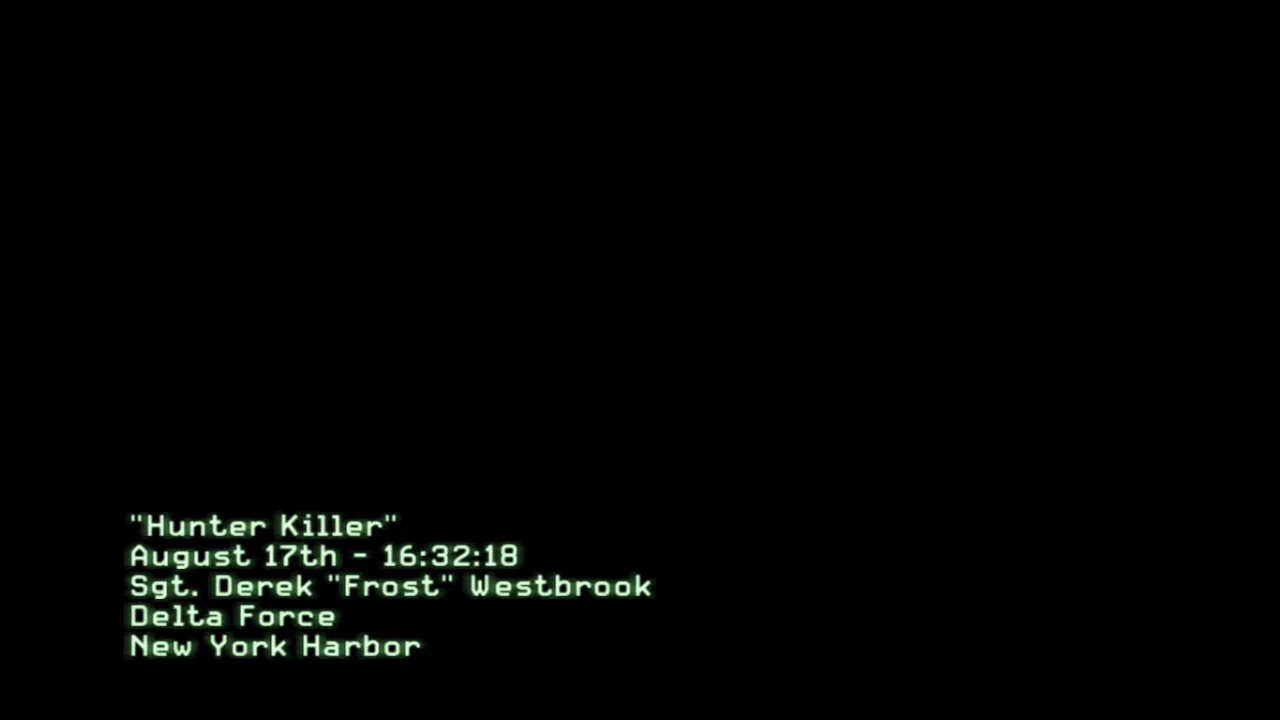 "Hunter Killer"
August 17th - 16:32:18
Sgt. Derek "Frost" Westbrook
Delta Force
New York Harbor